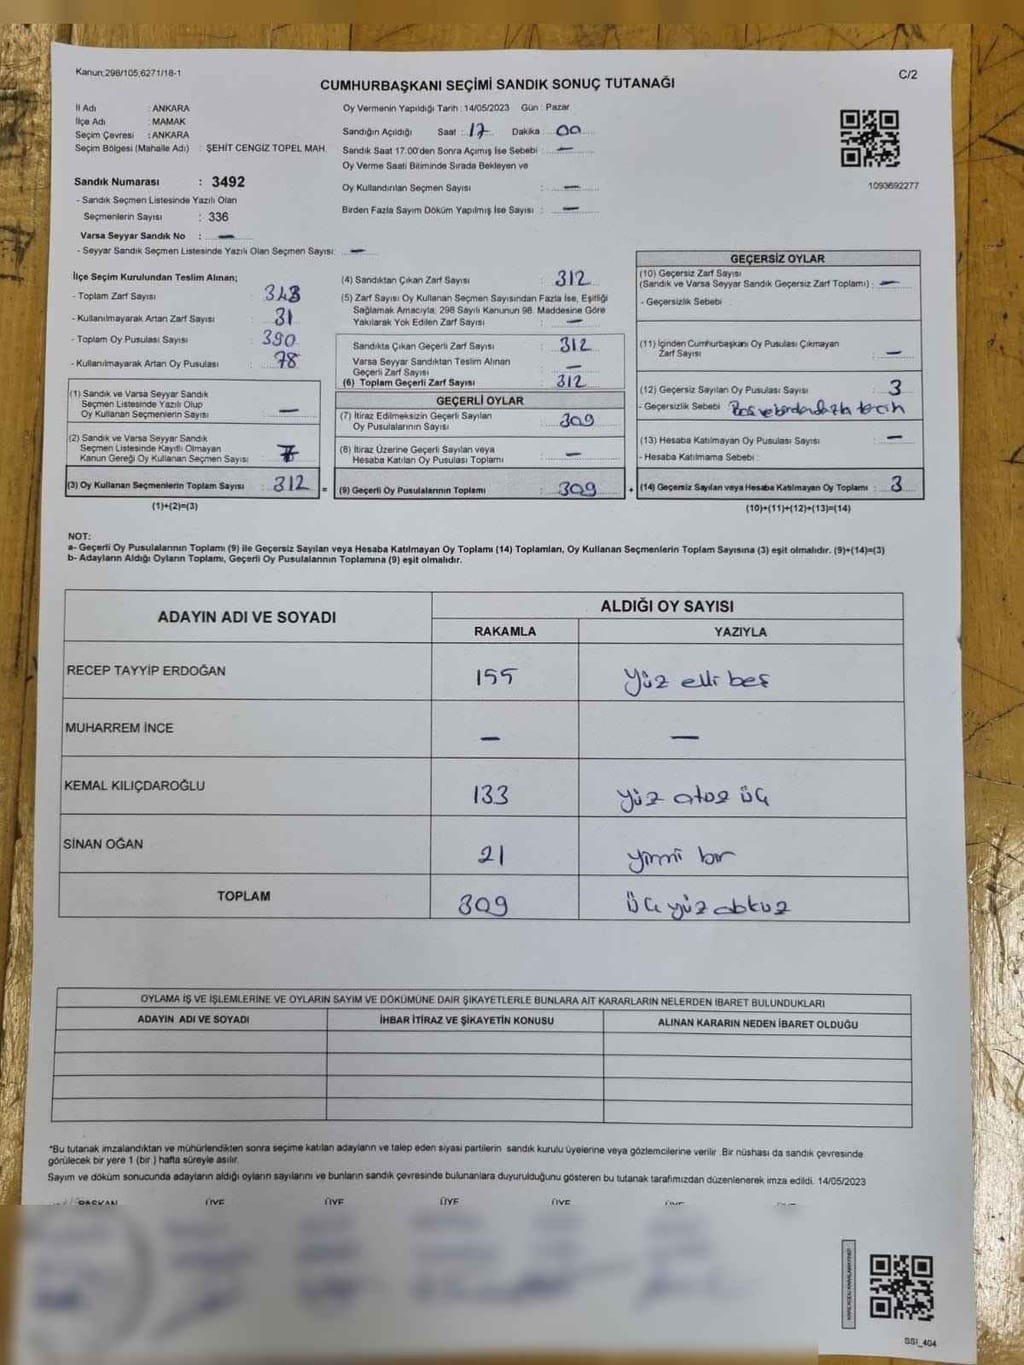 Kanun;298/105;6271/18-1
C/2
CUMHURBAŞKANI SEÇİMİ SANDIK SONUÇ TUTANAĞI
İl Adı : ANKARA
İlçe Adı : MAMAK
Seçim Çevresi : ANKARA
Seçim Bölgesi (Mahalle Adı) : ŞEHİT CENGİZ TOPEL MAH.
Sandık Numarası : 3492
- Sandık Seçmen Listesinde Yazılı Olan
Seçmenlerin Sayısı : 336
Varsa Seyyar Sandık No : —
- Seyyar Sandık Seçmen Listesinde Yazılı Olan Seçmen Sayısı: —
Oy Vermenin Yapıldığı Tarih : 14/05/2023 Gün : Pazar
Sandığın Açıldığı Saat : 17 Dakika : 00
Sandık Saat 17.00'den Sonra Açımış İse Sebebi : —
Oy Verme Saati Bitiminde Sırada Bekleyen ve
Oy Kullandırılan Seçmen Sayısı : —
Birden Fazla Sayım Döküm Yapılmış İse Sayısı : —
1093692277
İlçe Seçim Kurulundan Teslim Alınan;
- Toplam Zarf Sayısı : 343
- Kullanılmayarak Artan Zarf Sayısı : 31
- Toplam Oy Pusulası Sayısı : 390
- Kullanılmayarak Artan Oy Pusulası : 78
(1) Sandık ve Varsa Seyyar Sandık
Seçmen Listesinde Yazılı Olup
Oy Kullanan Seçmenlerin Sayısı : —
(2) Sandık ve Varsa Seyyar Sandık
Seçmen Listesinde Kayıtlı Olmayan
Kanun Gereği Oy Kullanan Seçmen Sayısı :
(3) Oy Kullanan Seçmenlerin Toplam Sayısı : 312 =
(1)+(2)=(3)
(4) Sandıktan Çıkan Zarf Sayısı : 312
(5) Zarf Sayısı Oy Kullanan Seçmen Sayısından Fazla İse, Eşitliği
Sağlamak Amacıyla; 298 Sayılı Kanunun 98. Maddesine Göre
Yakılarak Yok Edilen Zarf Sayısı : —
Sandıkta Çıkan Geçerli Zarf Sayısı : 312
Varsa Seyyar Sandıktan Teslim Alınan
Geçerli Zarf Sayısı : —
(6) Toplam Geçerli Zarf Sayısı : 312
GEÇERLİ OYLAR
(7) İtiraz Edilmeksizin Geçerli Sayılan
Oy Pusulalarının Sayısı : 309
(8) İtiraz Üzerine Geçerli Sayılan veya
Hesaba Katılan Oy Pusulası Toplamı : —
(9) Geçerli Oy Pusulalarının Toplamı : 309 +
GEÇERSİZ OYLAR
(10) Geçersiz Zarf Sayısı
(Sandık ve Varsa Seyyar Sandık Geçersiz Zarf Toplamı) : —
- Geçersizlik Sebebi :
(11) İçinden Cumhurbaşkanı Oy Pusulası Çıkmayan
Zarf Sayısı : —
(12) Geçersiz Sayılan Oy Pusulası Sayısı : 3
- Geçersizlik Sebebi : Boş ve birden fazla tercih
(13) Hesaba Katılmayan Oy Pusulası Sayısı : —
- Hesaba Katılmama Sebebi :
(14) Geçersiz Sayılan veya Hesaba Katılmayan Oy Toplamı : 3
(10)+(11)+(12)+(13)=(14)
NOT:
a- Geçerli Oy Pusulalarının Toplamı (9) ile Geçersiz Sayılan veya Hesaba Katılmayan Oy Toplamı (14) Toplamları, Oy Kullanan Seçmenlerin Toplam Sayısına (3) eşit olmalıdır. (9)+(14)=(3)
b- Adayların Aldığı Oyların Toplamı, Geçerli Oy Pusulalarının Toplamına (9) eşit olmalıdır.
ADAYIN ADI VE SOYADI
ALDIĞI OY SAYISI
RAKAMLA YAZIYLA
RECEP TAYYİP ERDOĞAN 155 yüz elli beş
MUHARREM İNCE — —
KEMAL KILIÇDAROĞLU 133 yüz otuz üç
SİNAN OĞAN 21 yirmi bir
TOPLAM 309 üç yüz dokuz
OYLAMA İŞ VE İŞLEMLERİNE VE OYLARIN SAYIM VE DÖKÜMÜNE DAİR ŞİKAYETLERLE BUNLARA AİT KARARLARIN NELERDEN İBARET BULUNDUKLARI
ADAYIN ADI VE SOYADI İHBAR İTİRAZ VE ŞİKAYETİN KONUSU ALINAN KARARIN NEDEN İBARET OLDUĞU
*Bu tutanak imzalandıktan ve mühürlendikten sonra seçime katılan adayların ve talep eden siyasi partilerin sandık kurulu üyelerine veya gözlemcilerine verilir. Bir nüshası da sandık çevresinde
görülecek bir yere 1 (bir ) hafta süreyle asılır.
Sayım ve döküm sonucunda adayların aldığı oyların sayılarını ve bunların sandık çevresinde bulunanlara duyurulduğunu gösteren bu tutanak tarafımızdan düzenlenerek imza edildi. 14/05/2023
BAŞKAN ÜYE ÜYE ÜYE ÜYE ÜYE
SSI_404